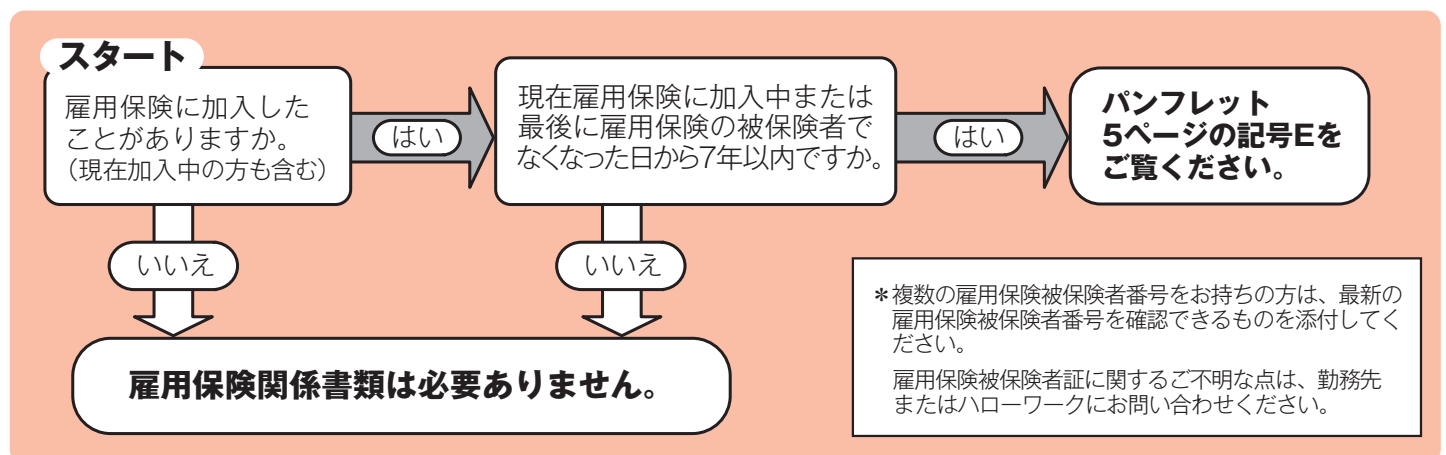 スタート
雇用保険に加入した
ことがありますか。
(現在加入中の方も含む)
はい
現在雇用保険に加入中または
最後に雇用保険の被保険者で
なくなった日から7年以内ですか。
はい
パンフレット
5ページの記号Eを
ご覧ください。
いいえ
いいえ
雇用保険関係書類は必要ありません。
＊複数の雇用保険被保険者番号をお持ちの方は、最新の
雇用保険被保険者番号を確認できるものを添付してく
ださい。
雇用保険被保険者証に関するご不明な点は、勤務先
またはハローワークにお問い合わせください。